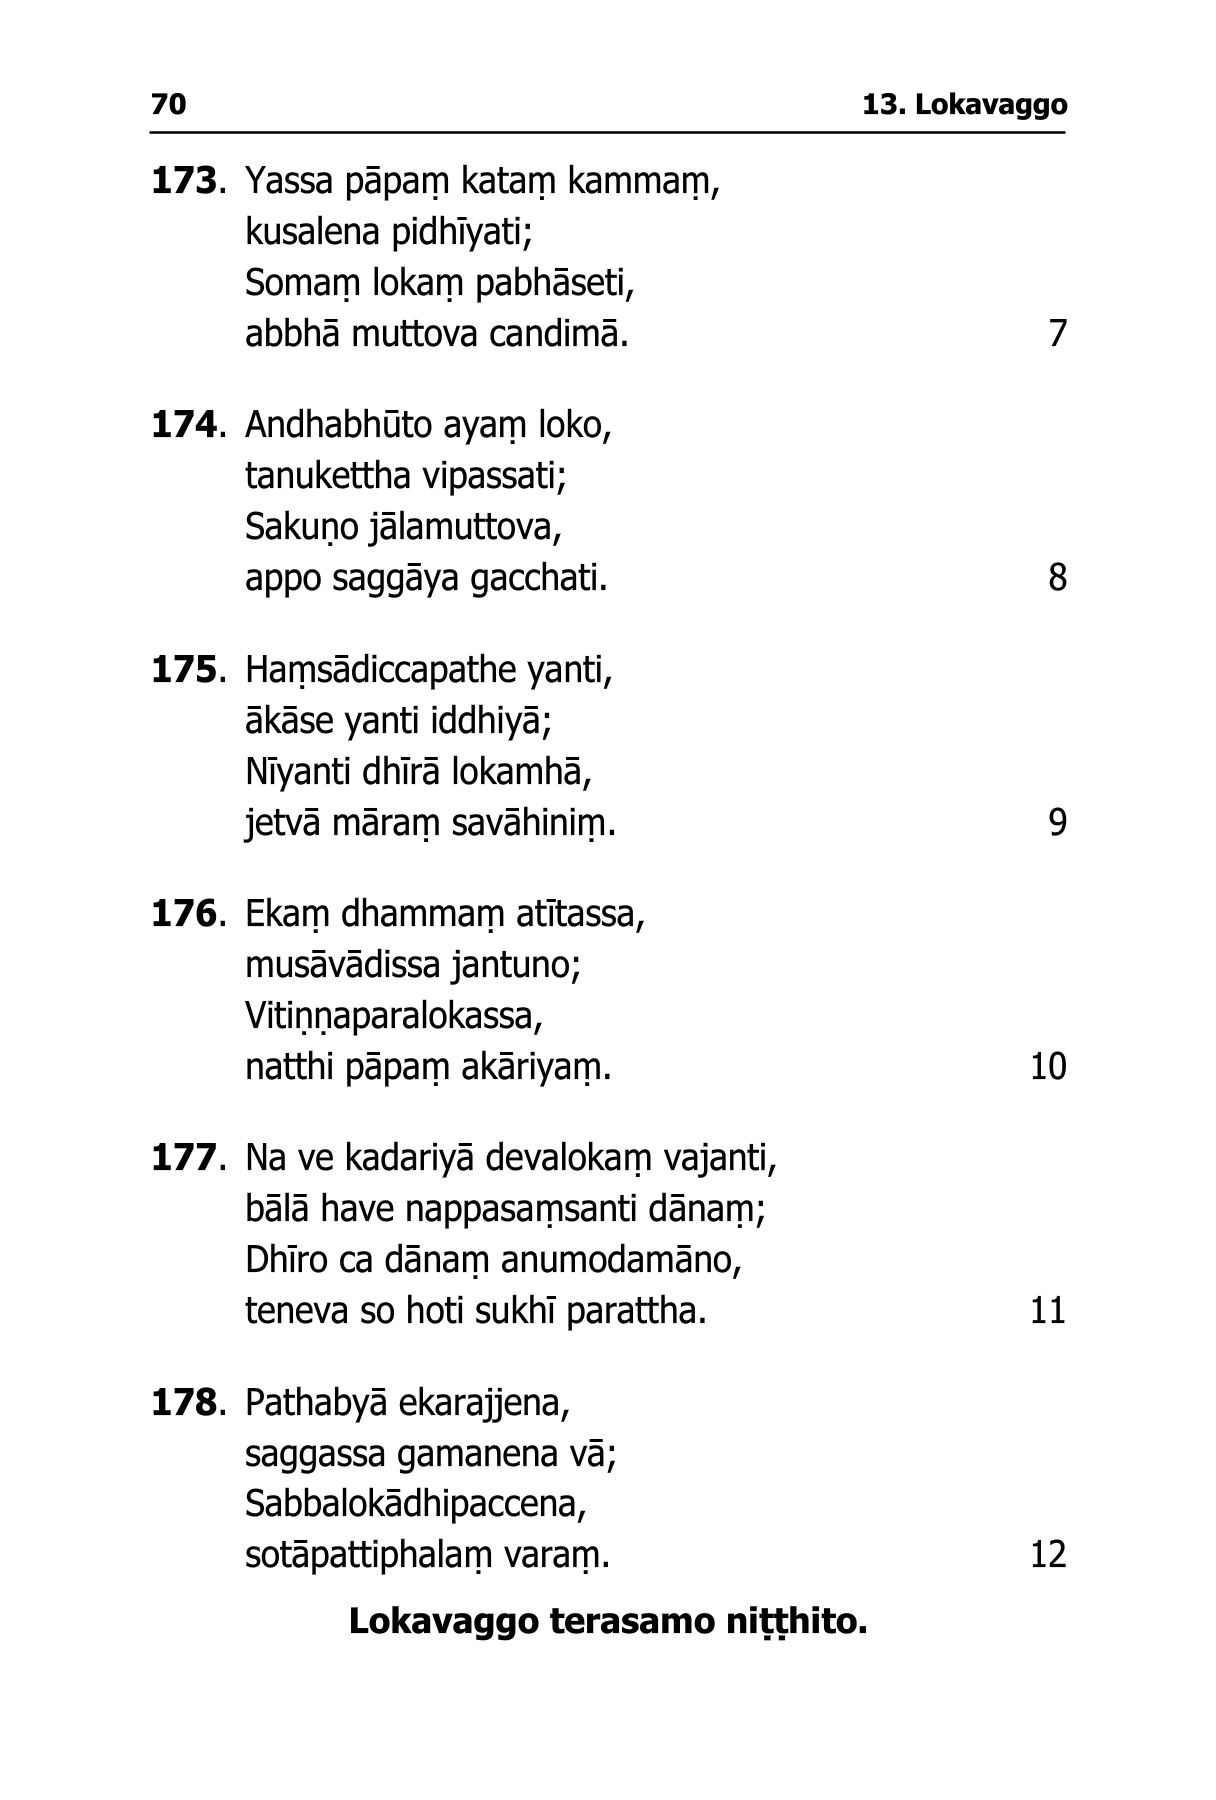 70 13. Lokavaggo
173. Yassa pāpaṃ kataṃ kammaṃ,
kusalena pidhīyati;
Somaṃ lokaṃ pabhāseti,
abbhā muttova candimā. 7
174. Andhabhūto ayaṃ loko,
tanukettha vipassati;
Sakuṇo jālamuttova,
appo saggāya gacchati. 8
175. Haṃsādiccapathe yanti,
ākāse yanti iddhiyā;
Nīyanti dhīrā lokamhā,
jetvā māraṃ savāhiniṃ. 9
176. Ekaṃ dhammaṃ atītassa,
musāvādissa jantuno;
Vitiṇṇaparalokassa,
natthi pāpaṃ akāriyaṃ. 10
177. Na ve kadariyā devalokaṃ vajanti,
bālā have nappasaṃsanti dānaṃ;
Dhīro ca dānaṃ anumodamāno,
teneva so hoti sukhī parattha. 11
178. Pathabyā ekarajjena,
saggassa gamanena vā;
Sabbalokādhipaccena,
sotāpattiphalaṃ varaṃ. 12
Lokavaggo terasamo niṭṭhito.